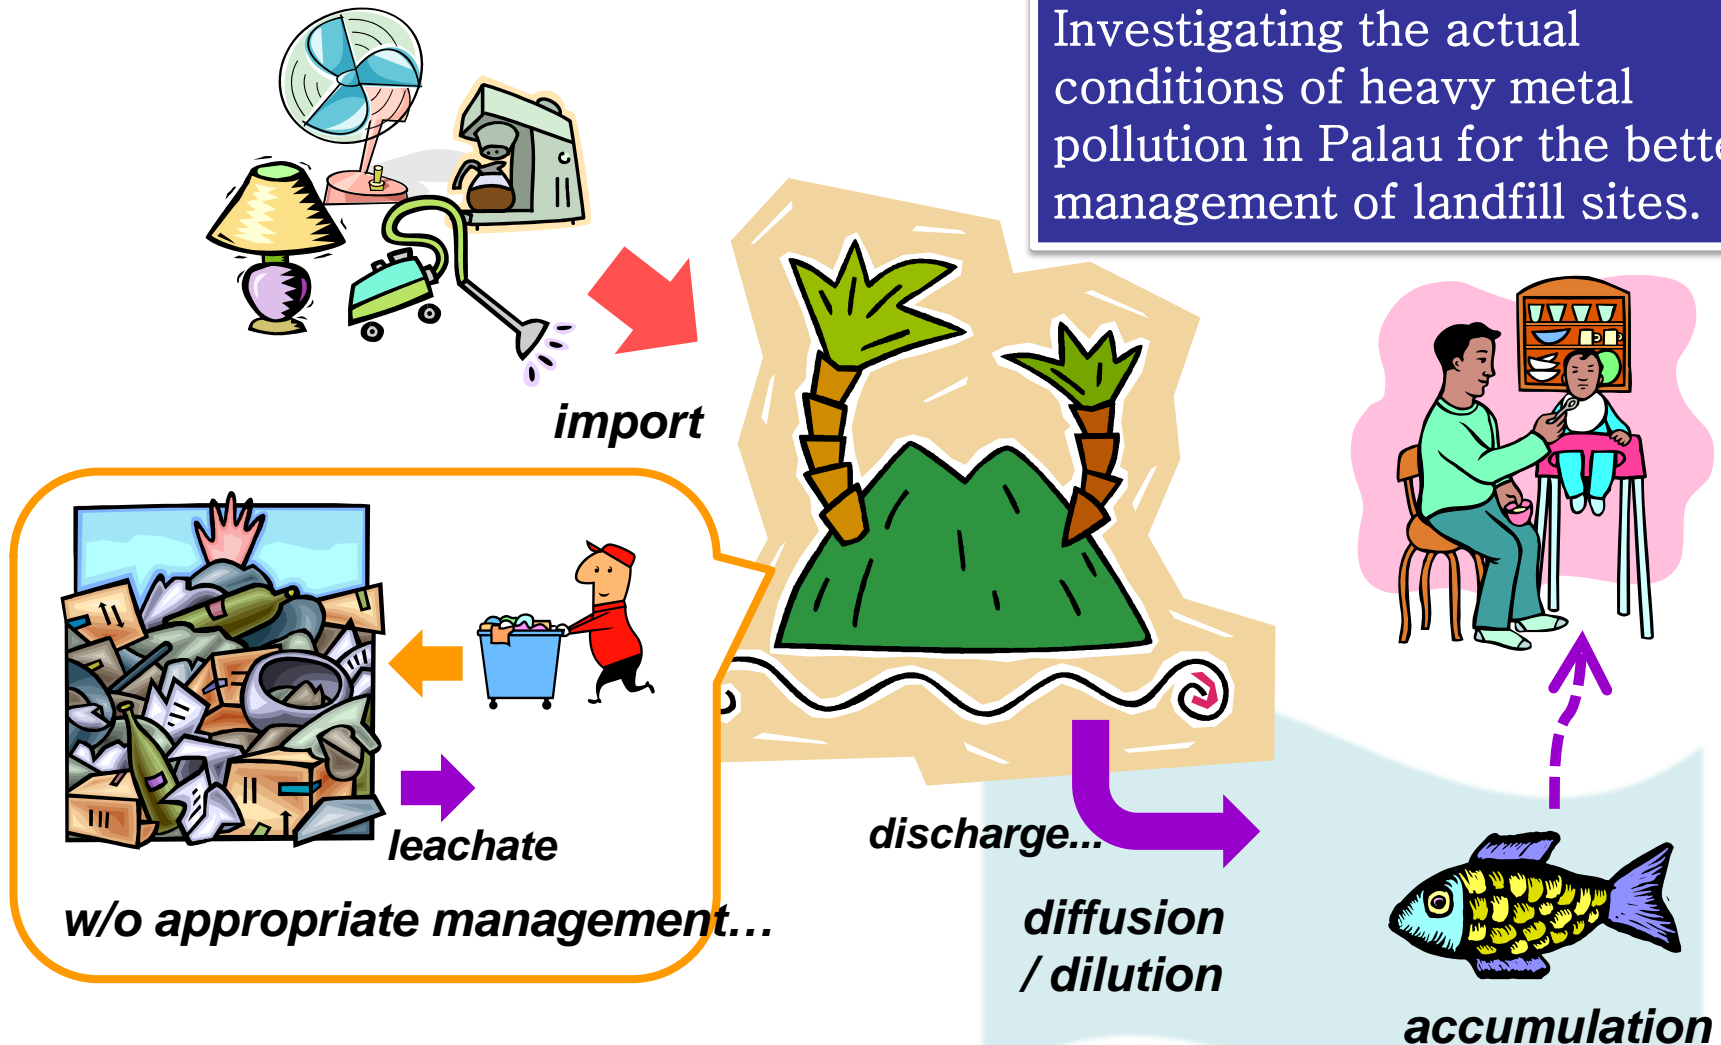 Investigating the actual
conditions of heavy metal
pollution in Palau for the bette
management of landfill sites.
import
leachate
w/o appropriate management...
discharge...
diffusion
/ dilution
accumulation